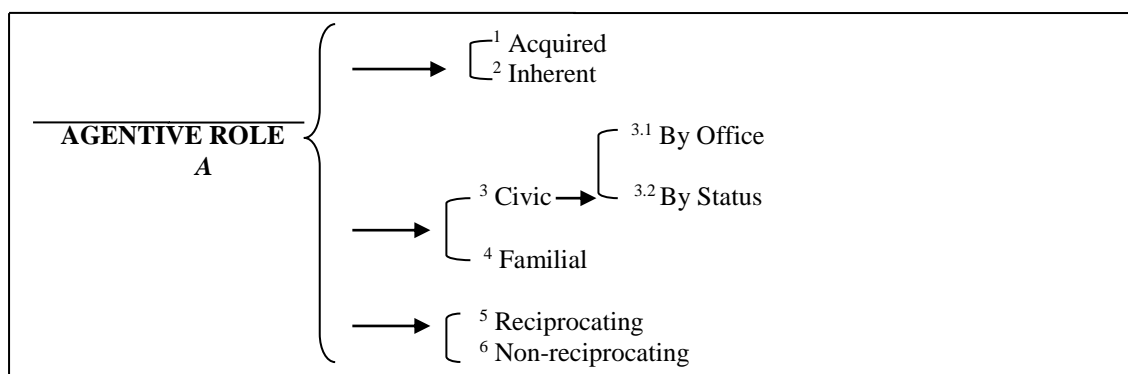 1 Acquired
2 Inherent
AGENTIVE ROLE
A
3.1 By Office
3 Civic
3.2 By Status
4 Familial
5 Reciprocating
6 Non-reciprocating